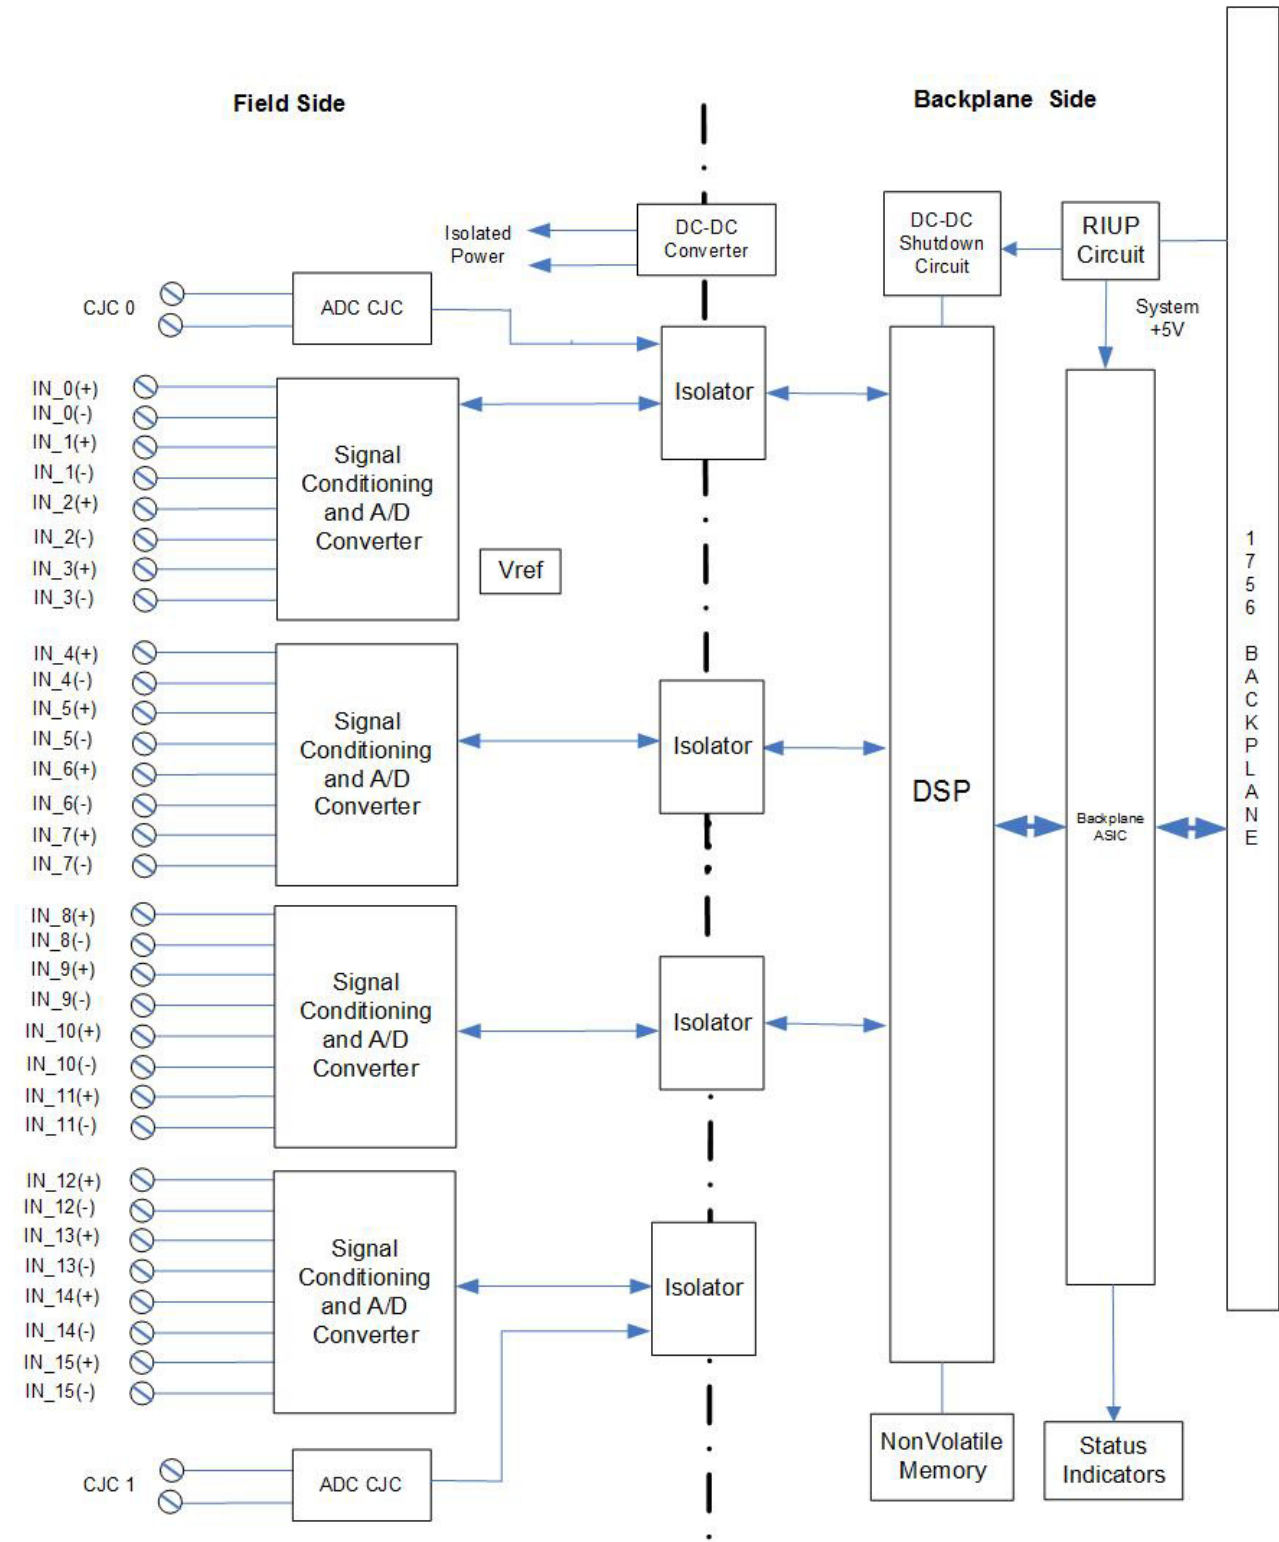 Field Side
Backplane Side
Isolated
Power
DC-DC
Converter
DC-DC
Shutdown
Circuit
RIUP
Circuit
System
+5V
CJC 0
ADC CJC
Isolator
IN_0(+)
IN_0(-)
IN_1(+)
IN_1(-)
IN_2(+)
IN_2(-)
IN_3(+)
IN_3(-)
Signal
Conditioning
and A/D
Converter
Vref
IN_4(+)
IN_4(-)
IN_5(+)
IN_5(-)
IN_6(+)
IN_6(-)
IN_7(+)
IN_7(-)
Signal
Conditioning
and A/D
Converter
Isolator
DSP
Backplane
ASIC
1756 BACKPLANE
IN_8(+)
IN_8(-)
IN_9(+)
IN_9(-)
IN_10(+)
IN_10(-)
IN_11(+)
IN_11(-)
Signal
Conditioning
and A/D
Converter
Isolator
IN_12(+)
IN_12(-)
IN_13(+)
IN_13(-)
IN_14(+)
IN_14(-)
IN_15(+)
IN_15(-)
Signal
Conditioning
and A/D
Converter
Isolator
CJC 1
ADC CJC
NonVolatile
Memory
Status
Indicators